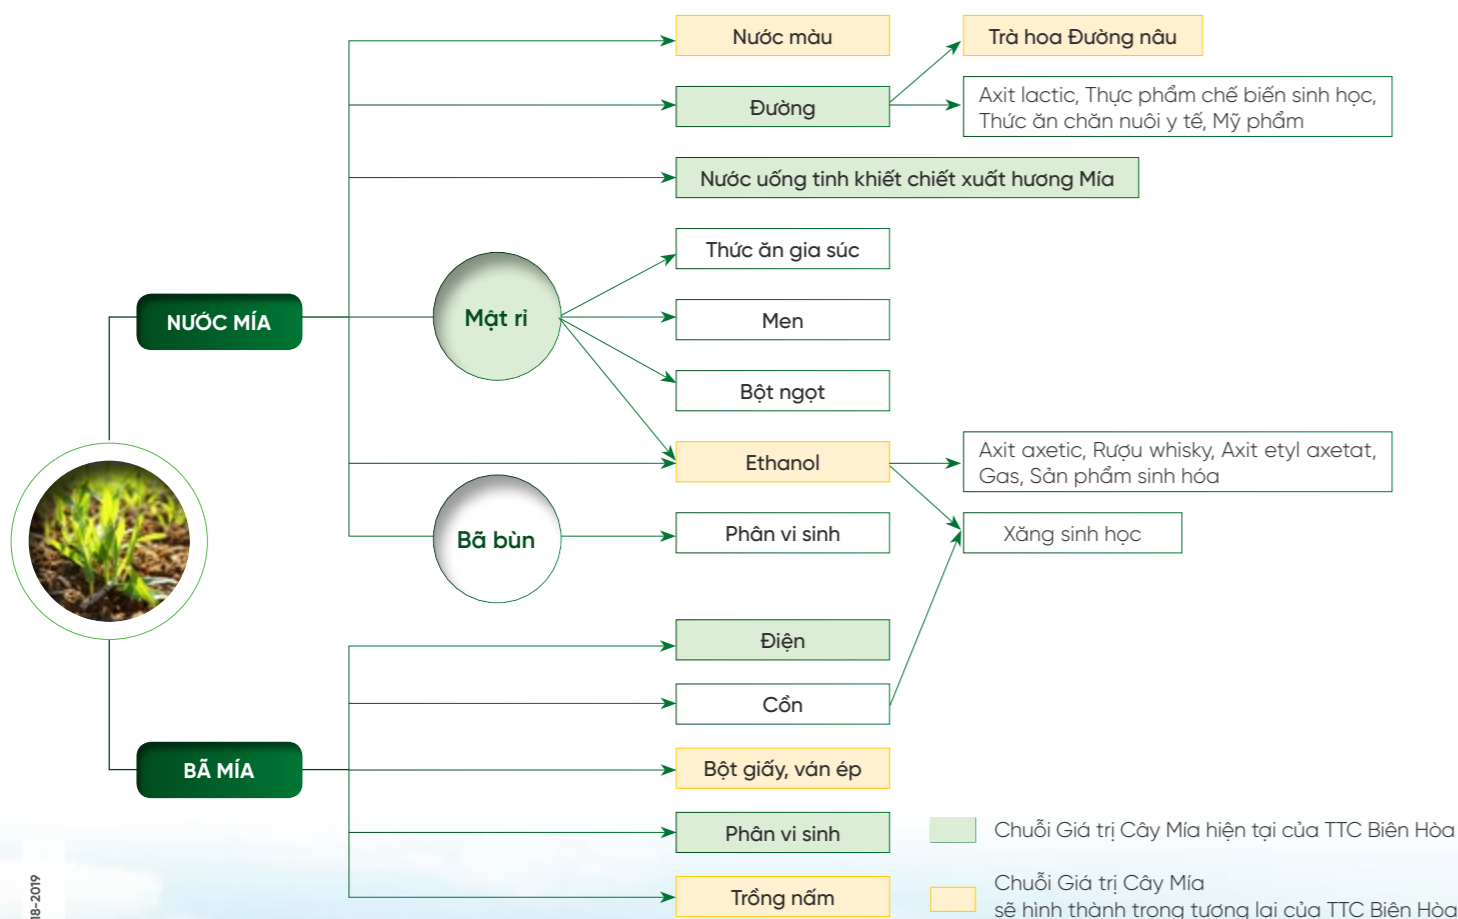 Nước màu
Trà hoa Đường nâu
Đường
Axit lactic, Thực phẩm chế biến sinh học,
Thức ăn chăn nuôi y tế, Mỹ phẩm
Nước uống tinh khiết chiết xuất hương Mía
Thức ăn gia súc
NƯỚC MÍA
Mật rỉ
Men
Bột ngọt
Ethanol
Axit axetic, Rượu whisky, Axit etyl axetat,
Gas, Sản phẩm sinh hóa
Bã bùn
Phân vi sinh
Xăng sinh học
Điện
Cồn
BÃ MÍA
Bột giấy, ván ép
Phân vi sinh
Chuỗi Giá trị Cây Mía hiện tại của TTC Biên Hòa
Trồng nấm
Chuỗi Giá trị Cây Mía
sẽ hình thành trong tương lai của TTC Biên Hòa
18-2019